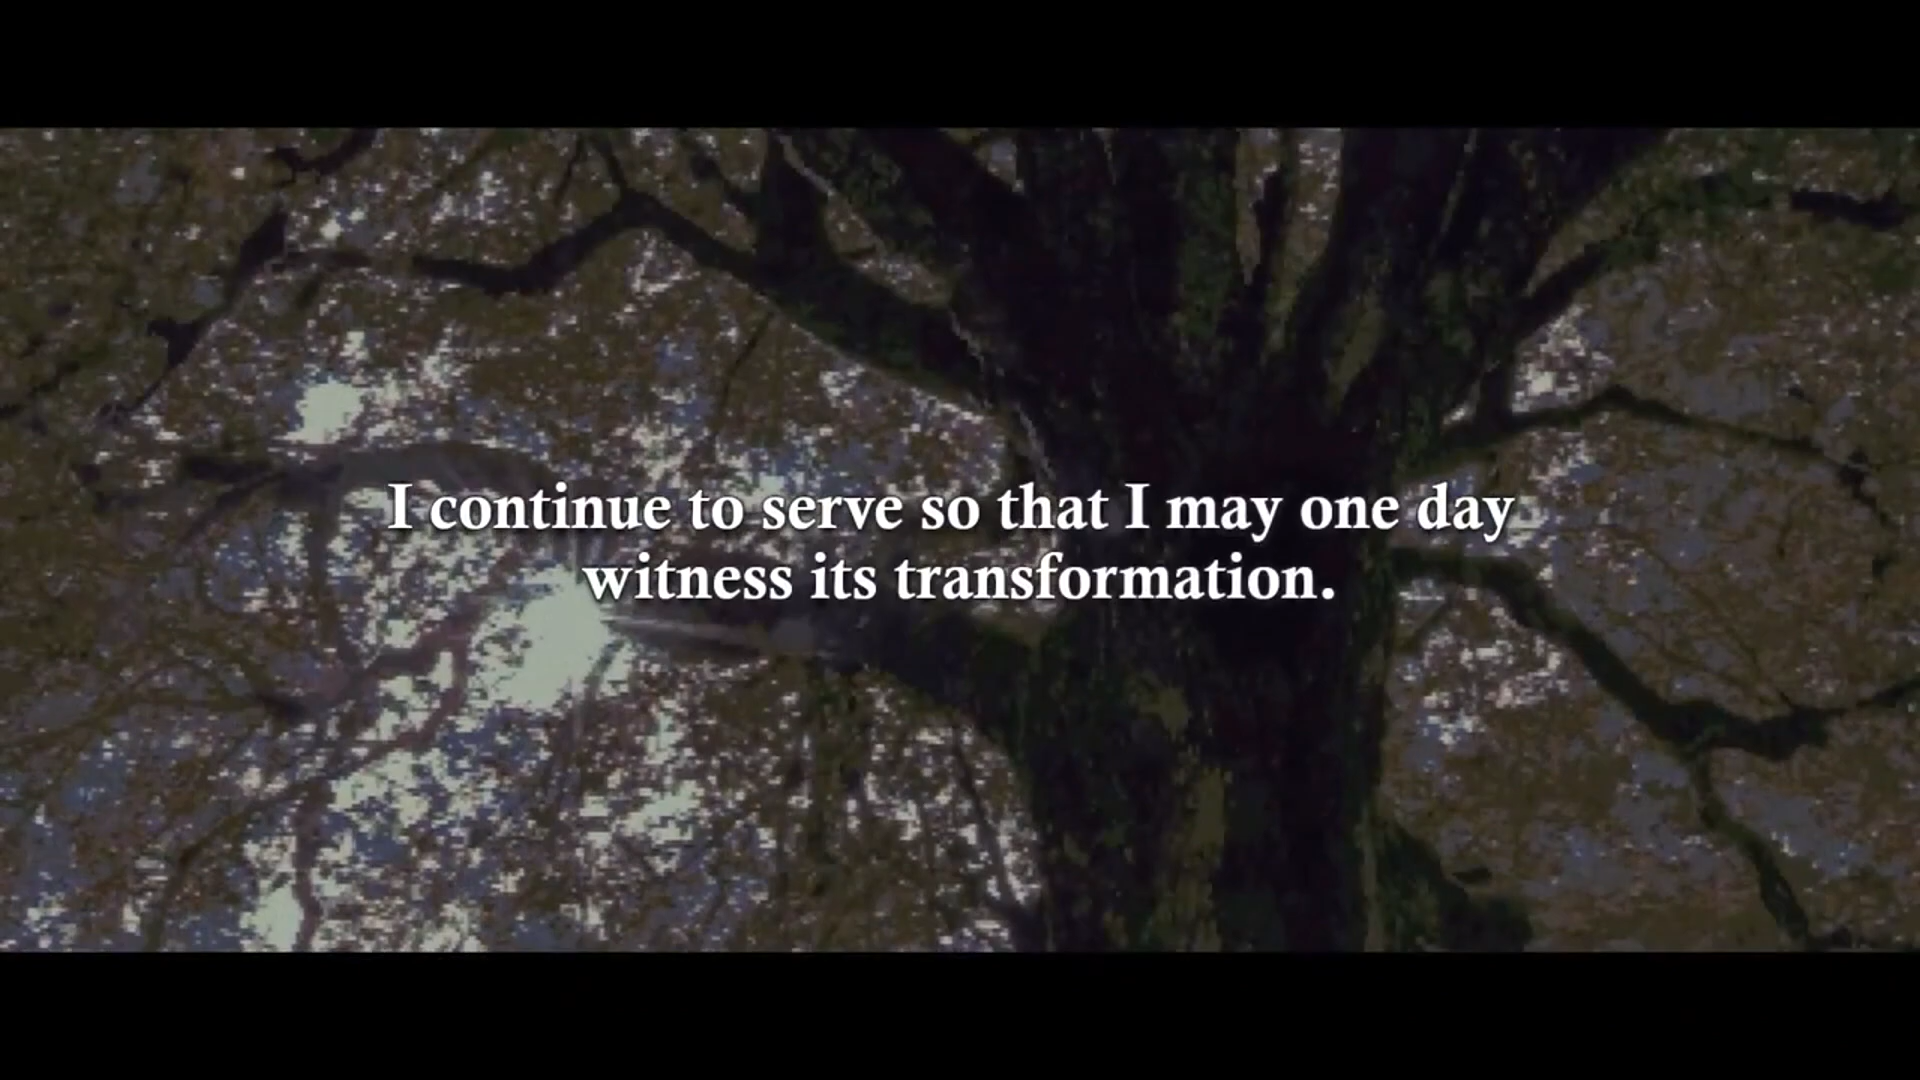 I continue to serve so that I may one day
witness its transformation.